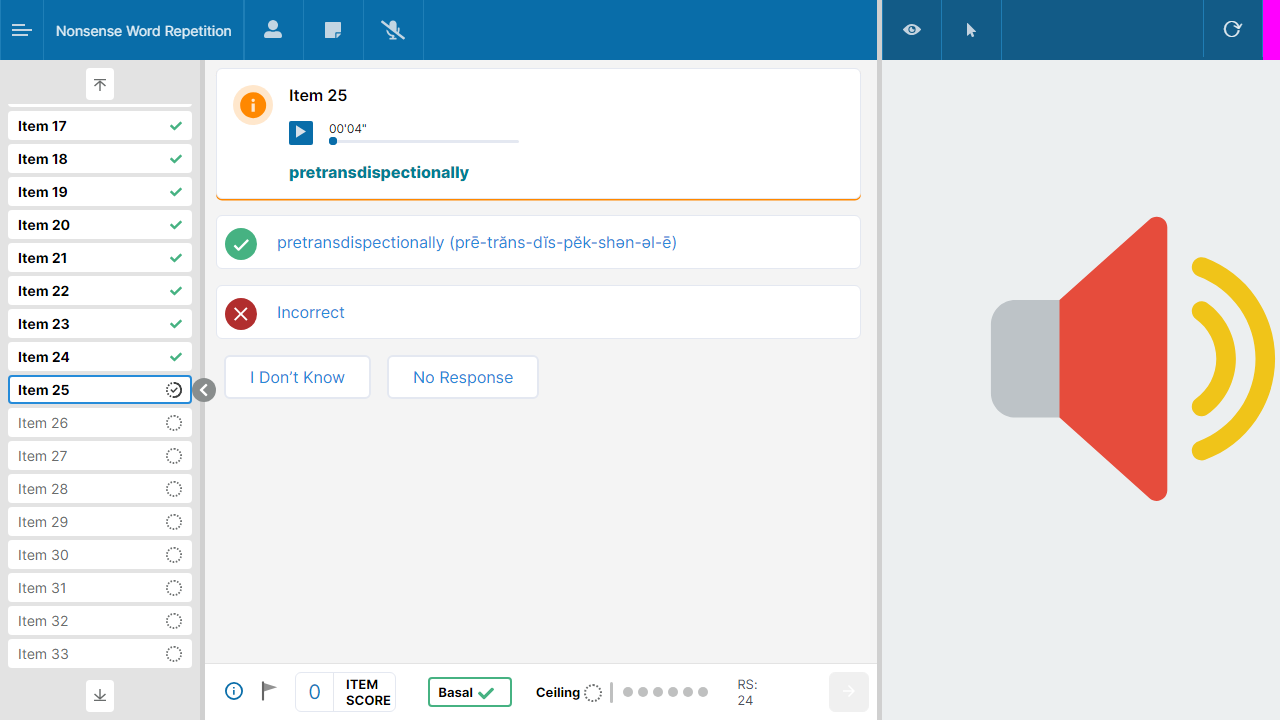 Nonsense Word Repetition
Item 17
Item 18
Item 19
Item 20
Item 21
Item 22
Item 23
Item 24
Item 25
Item 26
Item 27
Item 28
Item 29
Item 30
Item 31
Item 32
Item 33
Item 25
00'04"
pretransdispectionally
pretransdispectionally (prē-trăns-dĭs-pĕk-shən-əl-ē)
Incorrect
I Don’t Know
No Response
0
ITEM
SCORE
Basal
Ceiling
RS:
24